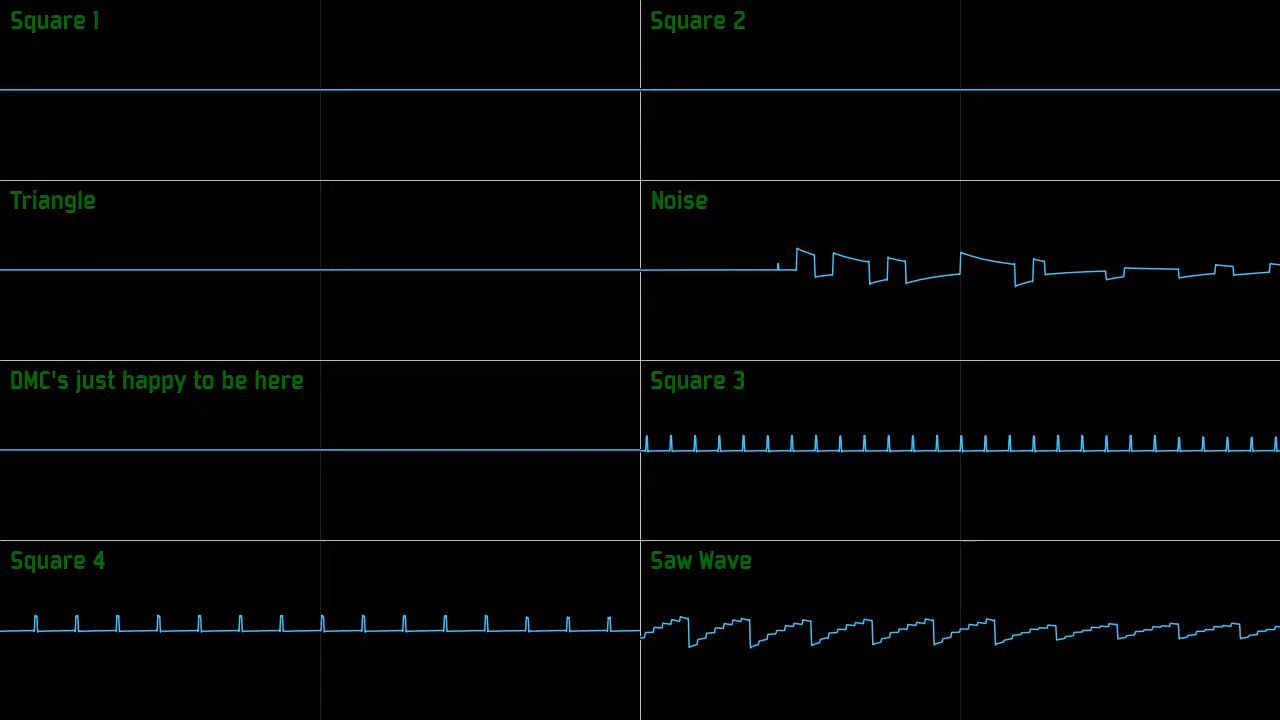 Square 1
Square 2
Triangle
Noise
DMC's just happy to be here
Square 3
Square 4
Saw Wave